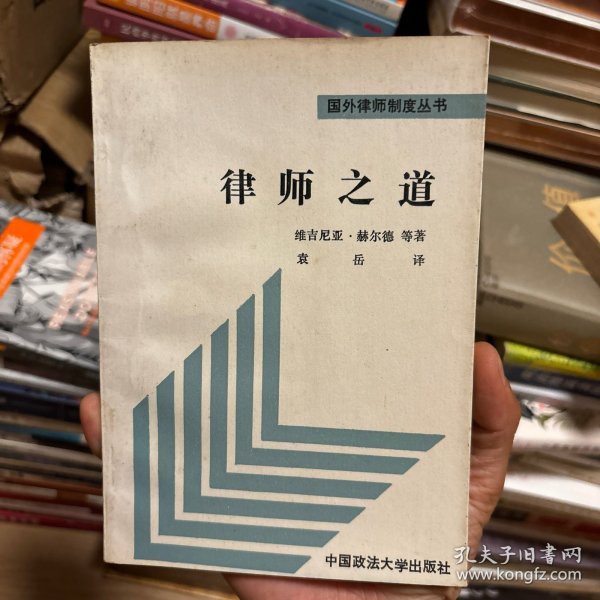 国外律师制度丛书
律师之道
维吉尼亚·赫尔德 等著
袁岳 译
中国政法大学出版社
孔夫子旧书网
www.kongfz.com